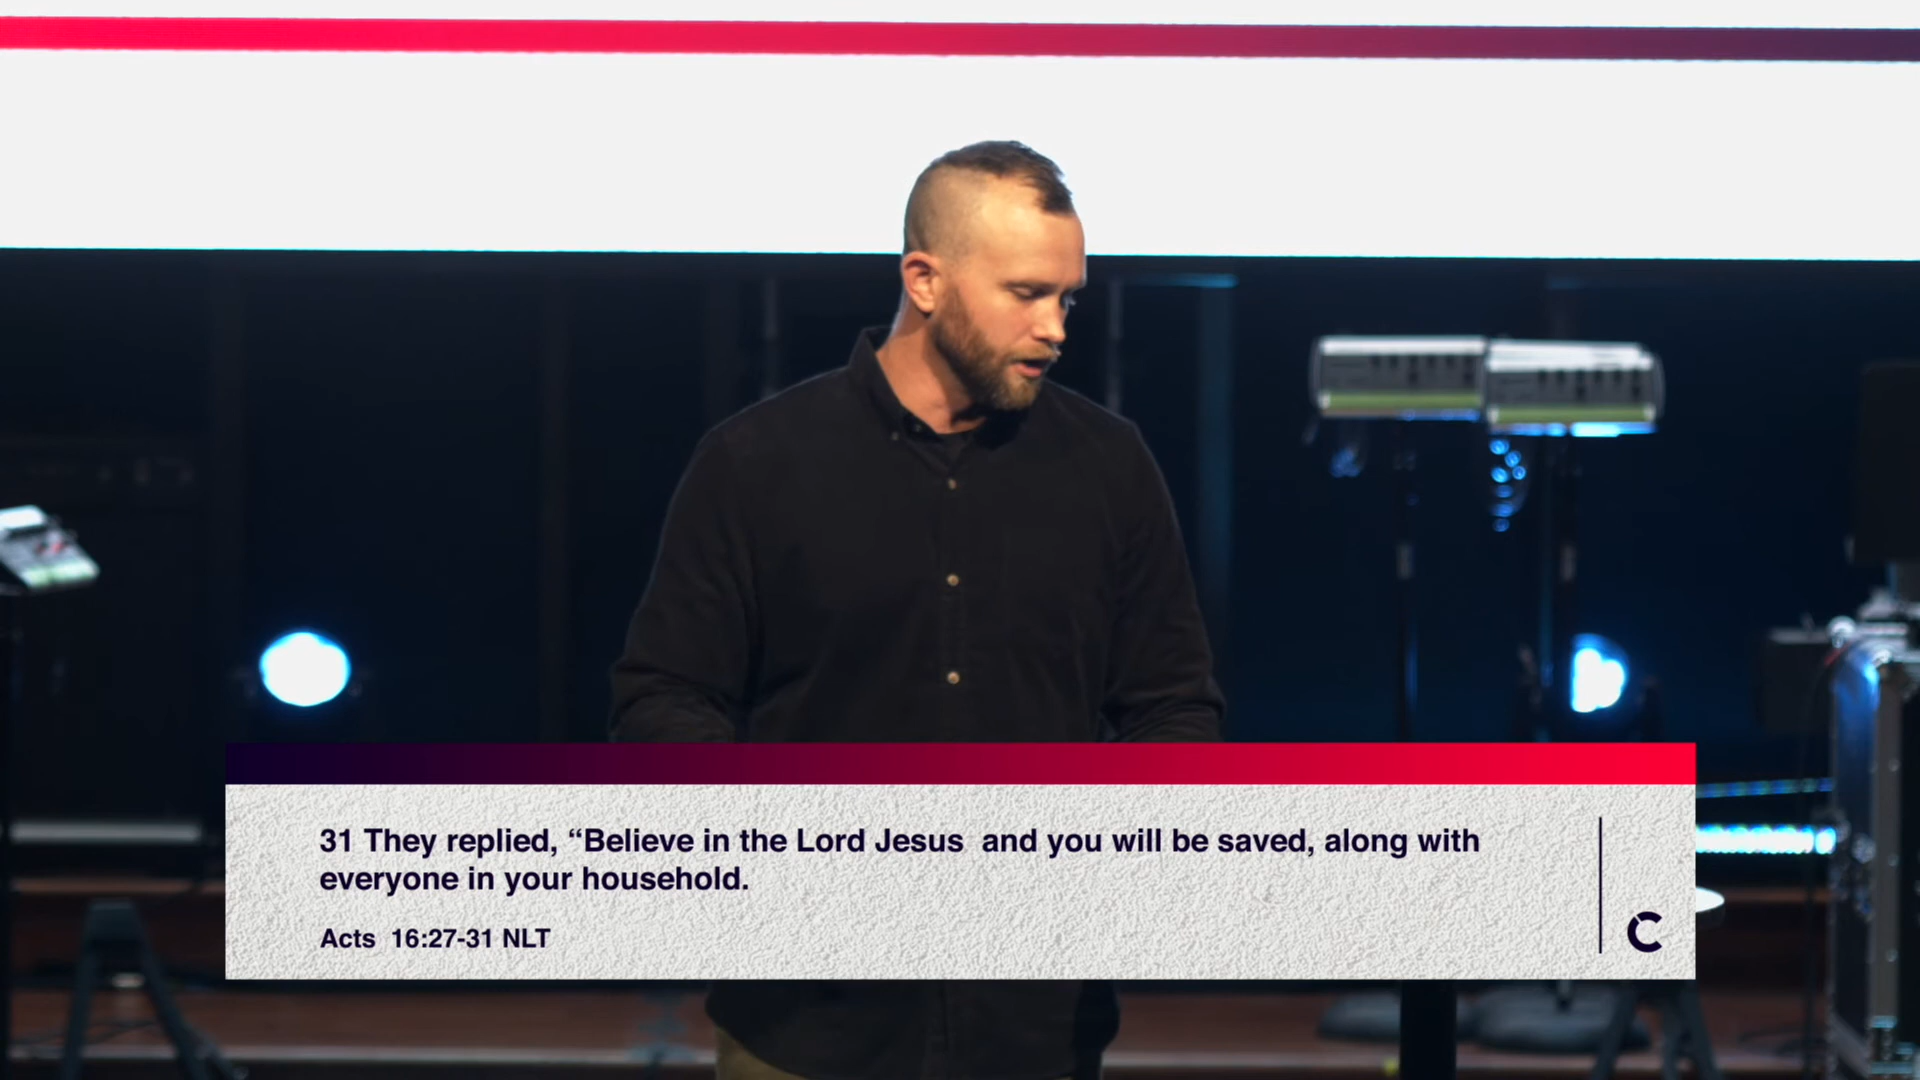 31 They replied, “Believe in the Lord Jesus  and you will be saved, along with
everyone in your household.
Acts  16:27-31 NLT
C